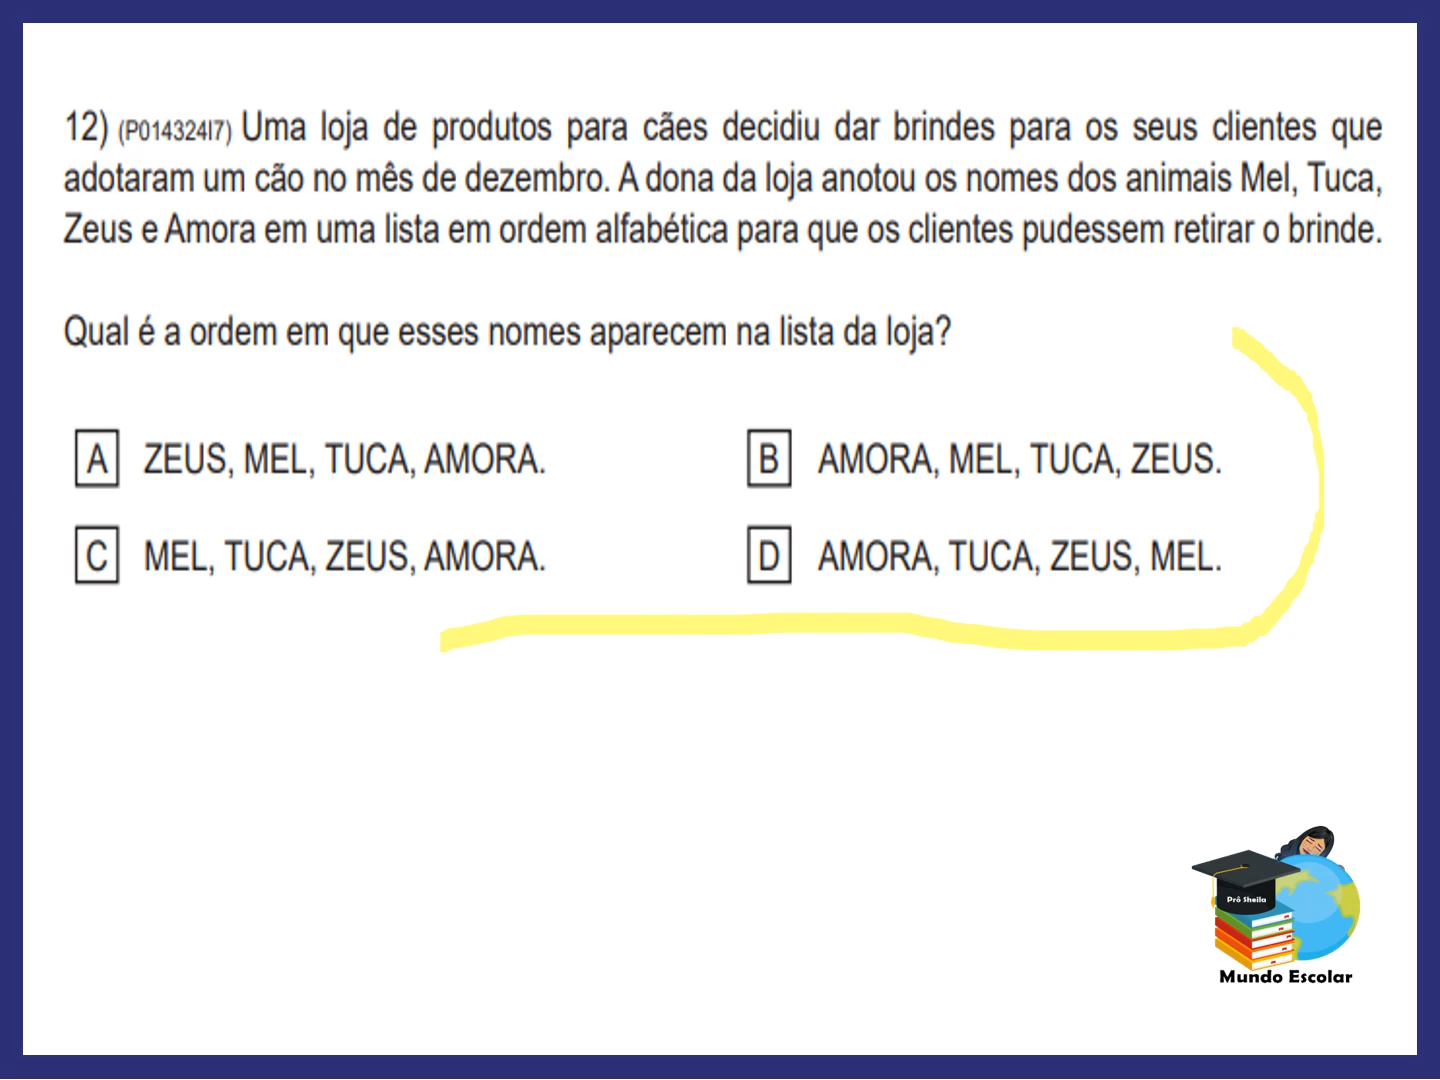 12) (P014324I7) Uma loja de produtos para cães decidiu dar brindes para os seus clientes que
adotaram um cão no mês de dezembro. A dona da loja anotou os nomes dos animais Mel, Tuca,
Zeus e Amora em uma lista em ordem alfabética para que os clientes pudessem retirar o brinde.
Qual é a ordem em que esses nomes aparecem na lista da loja?
A ZEUS, MEL, TUCA, AMORA.
B AMORA, MEL, TUCA, ZEUS.
C MEL, TUCA, ZEUS, AMORA.
D AMORA, TUCA, ZEUS, MEL.
Prô Sheila
Mundo Escolar